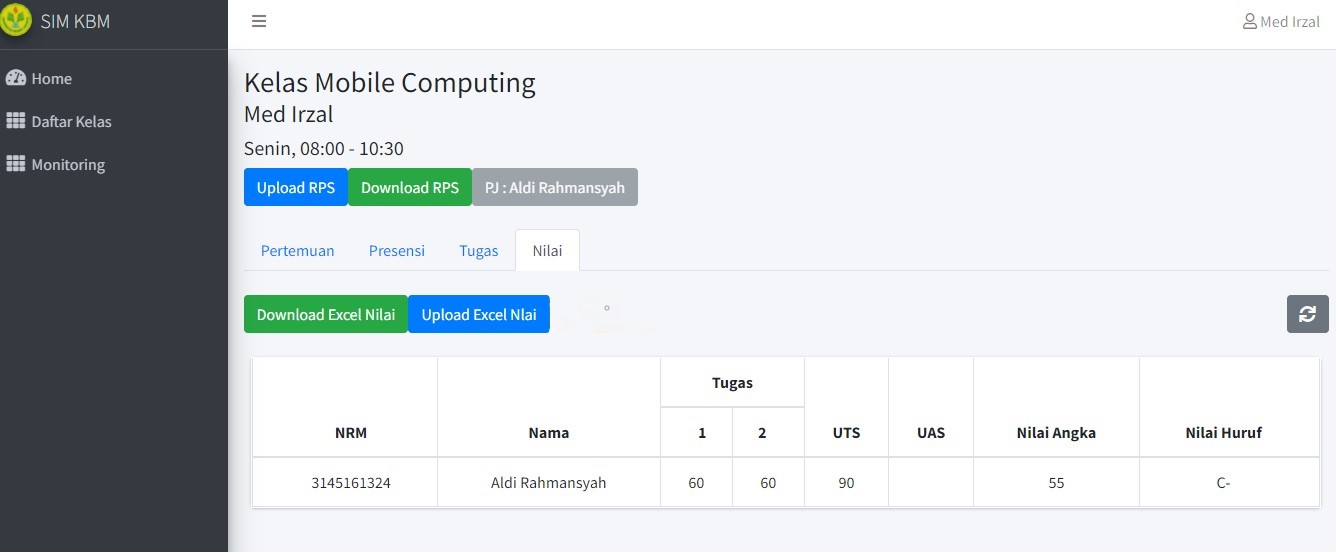 SIM KBM
Med Irzal
Home
Daftar Kelas
Monitoring
Kelas Mobile Computing
Med Irzal
Senin, 08:00 - 10:30
Upload RPS Download RPS PJ : Aldi Rahmansyah
Pertemuan Presensi Tugas Nilai
Download Excel Nilai Upload Excel Nlai
Tugas
NRM Nama 1 2 UTS UAS Nilai Angka Nilai Huruf
3145161324 Aldi Rahmansyah 60 60 90 55 C-